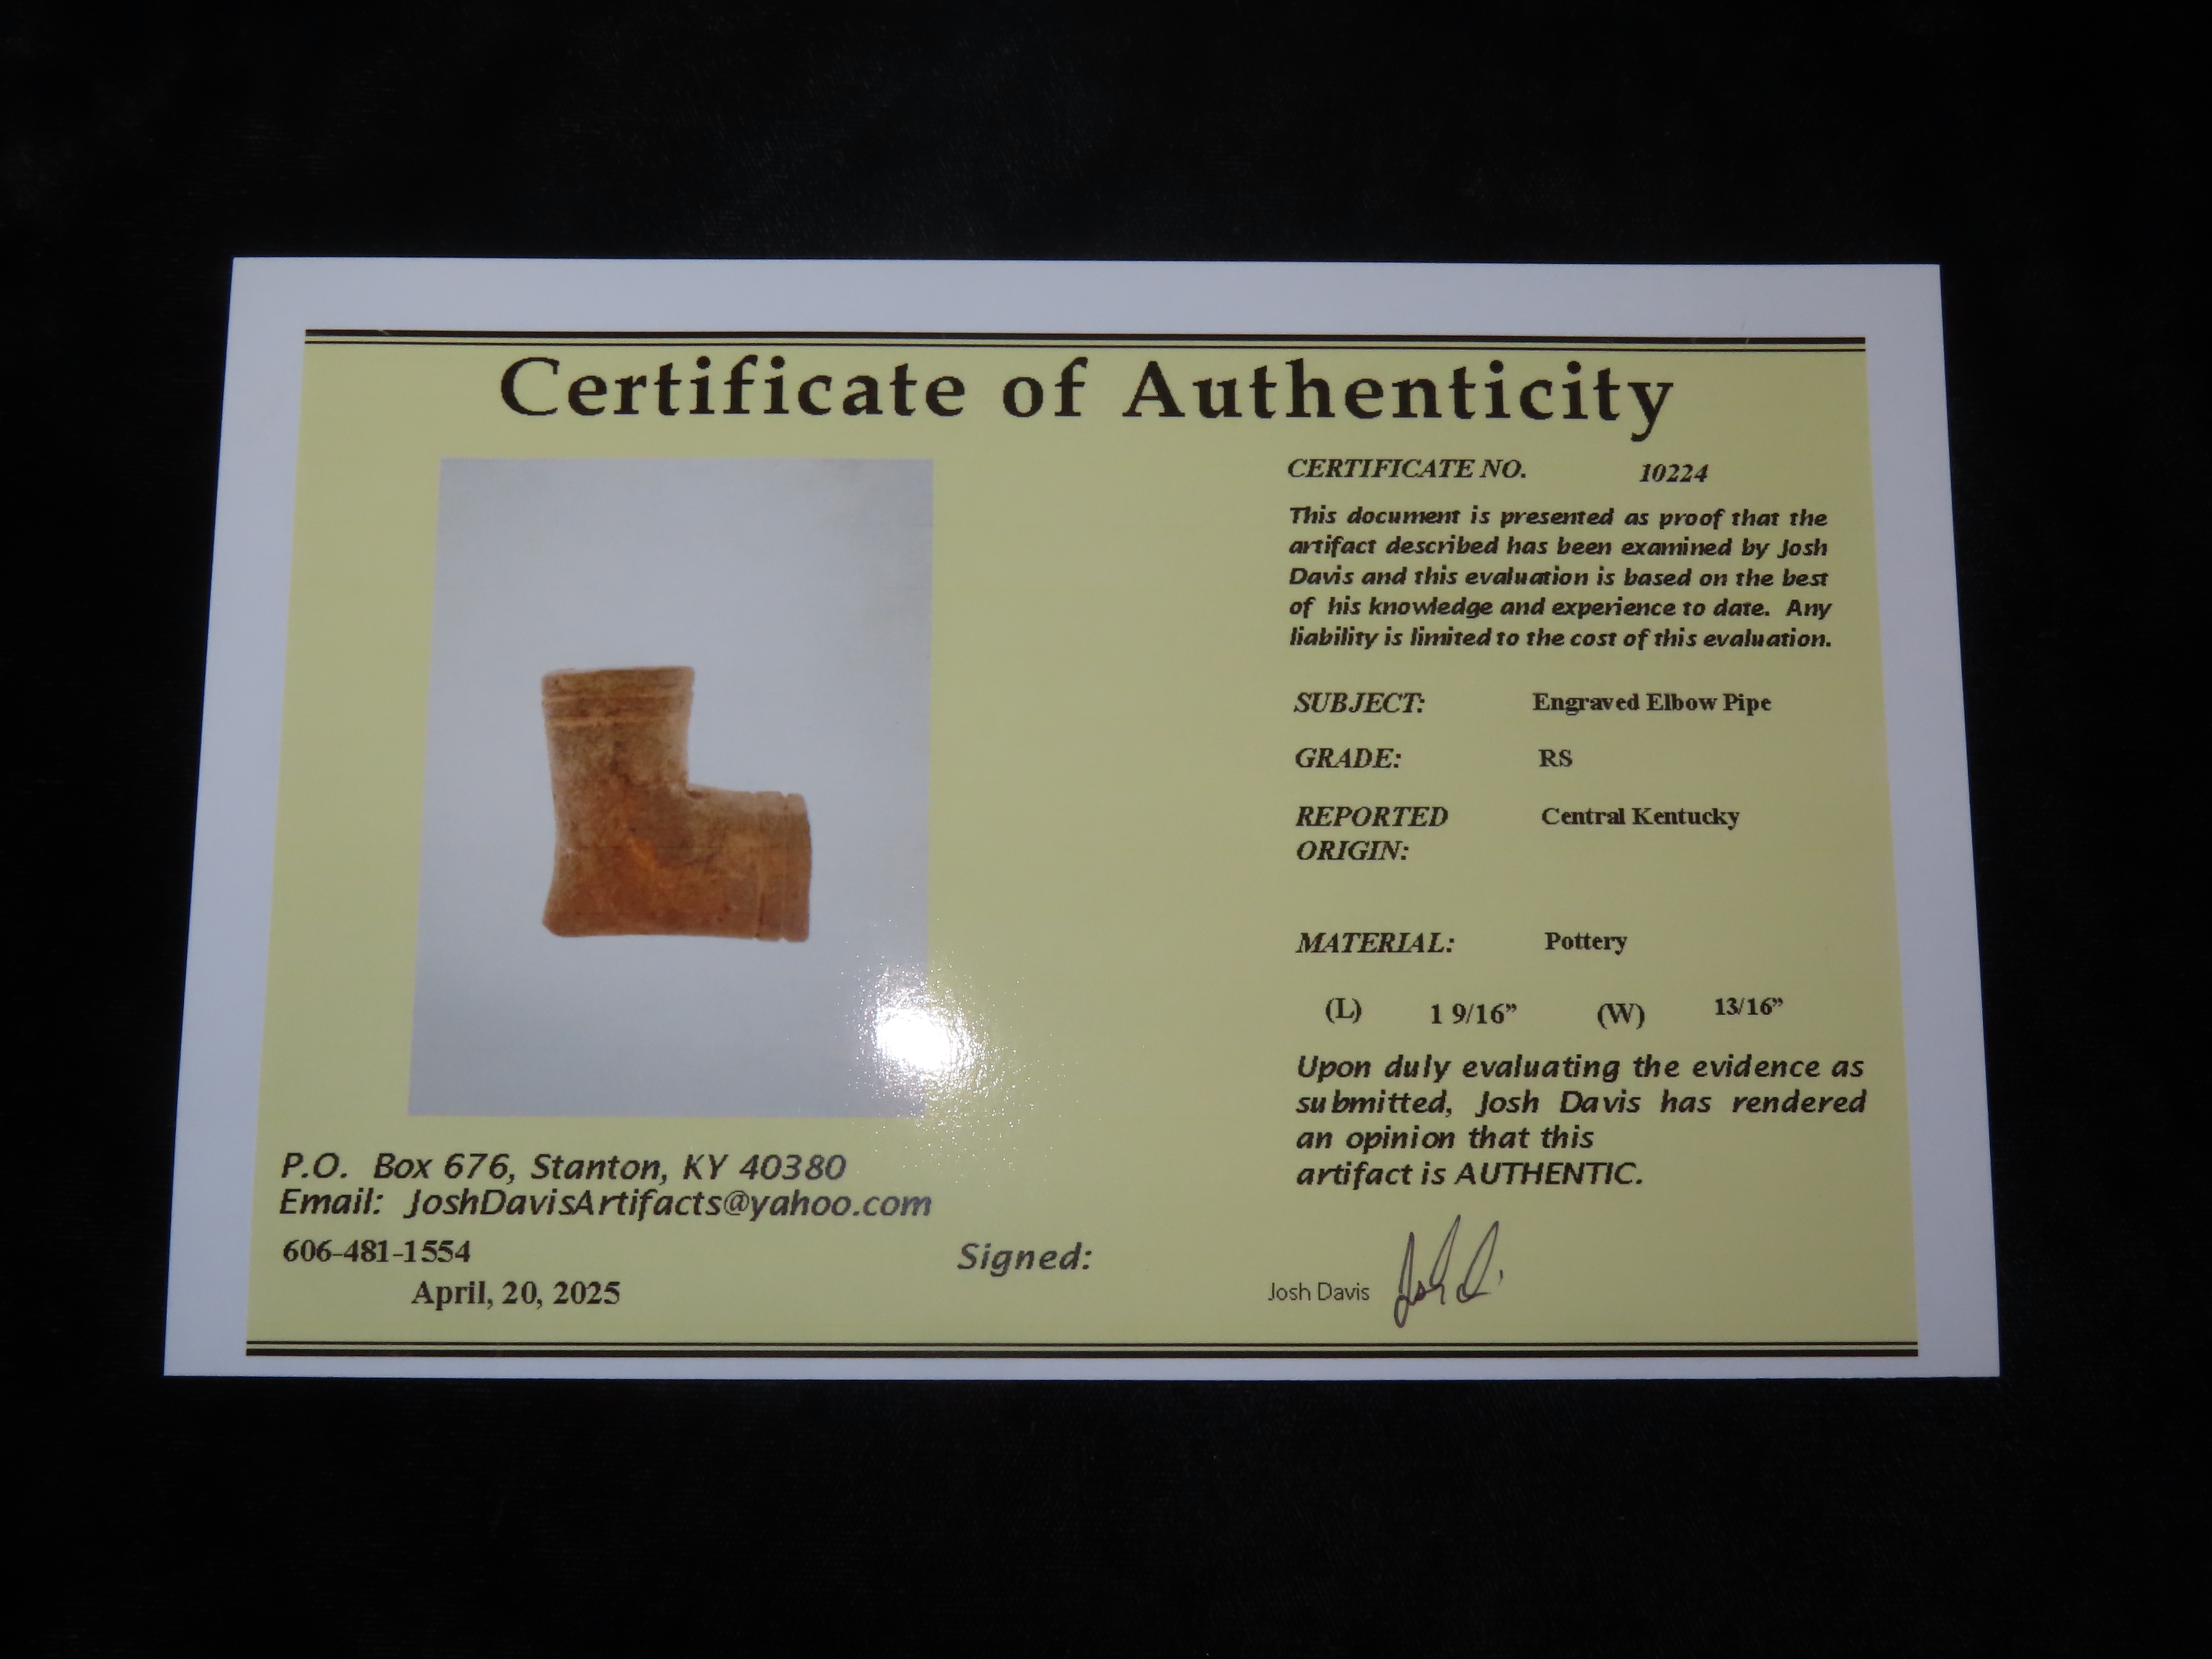 Certificate of Authenticity
CERTIFICATE NO. 10224
This document is presented as proof that the
artifact described has been examined by Josh
Davis and this evaluation is based on the best
of his knowledge and experience to date. Any
liability is limited to the cost of this evaluation.
SUBJECT: Engraved Elbow Pipe
GRADE: RS
REPORTED Central Kentucky
ORIGIN:
MATERIAL: Pottery
(L) 1 9/16” (W) 13/16”
Upon duly evaluating the evidence as
submitted, Josh Davis has rendered
an opinion that this
artifact is AUTHENTIC.
P.O. Box 676, Stanton, KY 40380
Email: JoshDavisArtifacts@yahoo.com
606-481-1554
April, 20, 2025
Signed:
Josh Davis